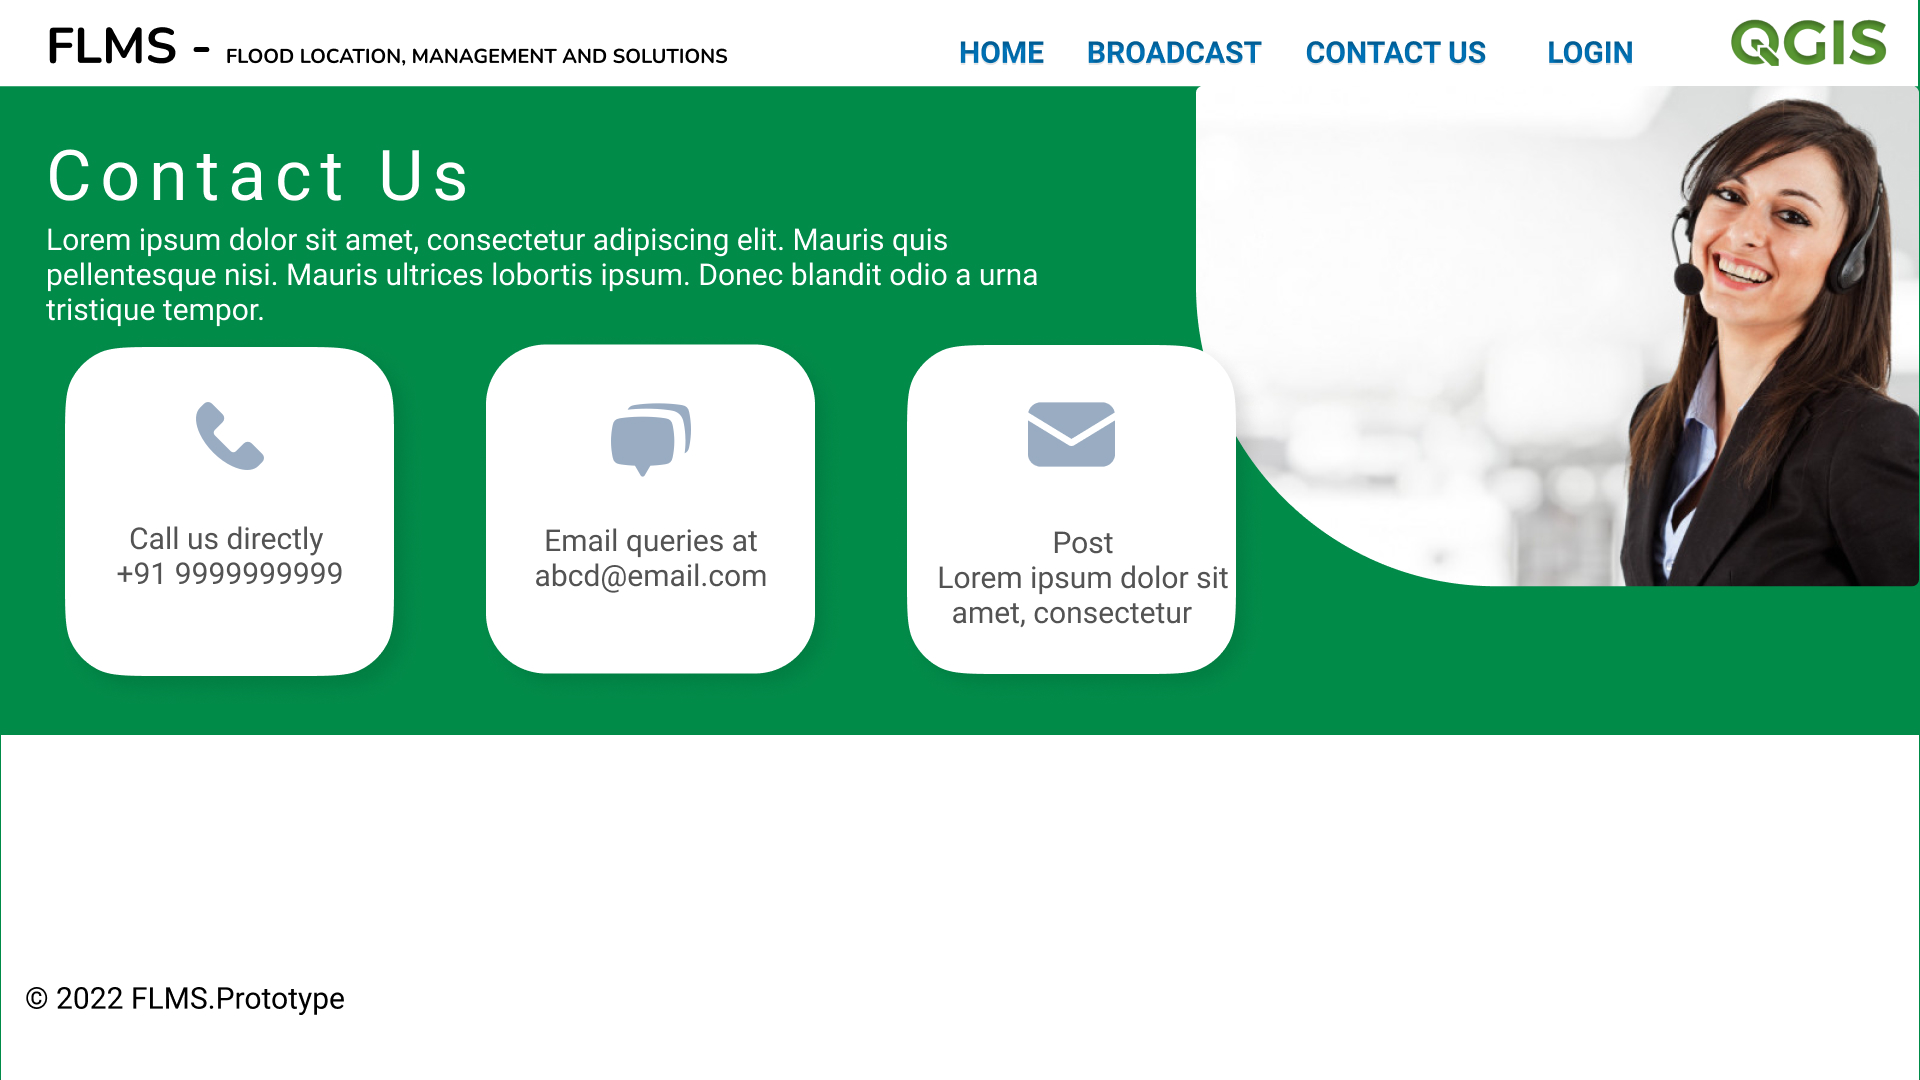 FLMS - FLOOD LOCATION, MANAGEMENT AND SOLUTIONS
HOME BROADCAST CONTACT US LOGIN QGIS
Contact Us
Lorem ipsum dolor sit amet, consectetur adipiscing elit. Mauris quis
pellentesque nisi. Mauris ultrices lobortis ipsum. Donec blandit odio a urna
tristique tempor.
Call us directly
+91 9999999999
Email queries at
abcd@email.com
Post
Lorem ipsum dolor sit
amet, consectetur
© 2022 FLMS.Prototype